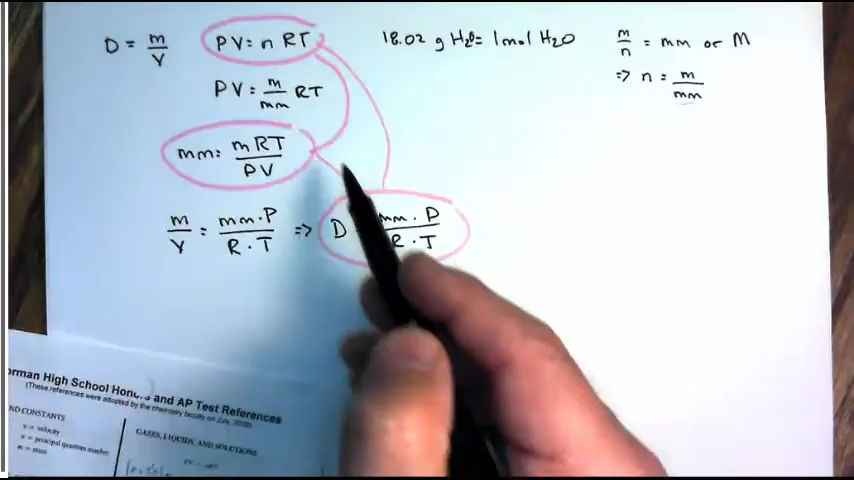 D = m/V
PV = nRT
18.02 g H₂O = 1 mol H₂O
m/n = mm or M
PV = m/mm RT
=> n = m/mm
mm = mRT/PV
m/V = mm·P/R·T => D mm·P/R·T
orman High School Honors and AP Test References
(These references were adopted by the chemistry faculty on July,
ND CONSTANTS
GASES, LIQUIDS, AND SOLUTIONS
v = velocity
n = principal quantum number
m = mass